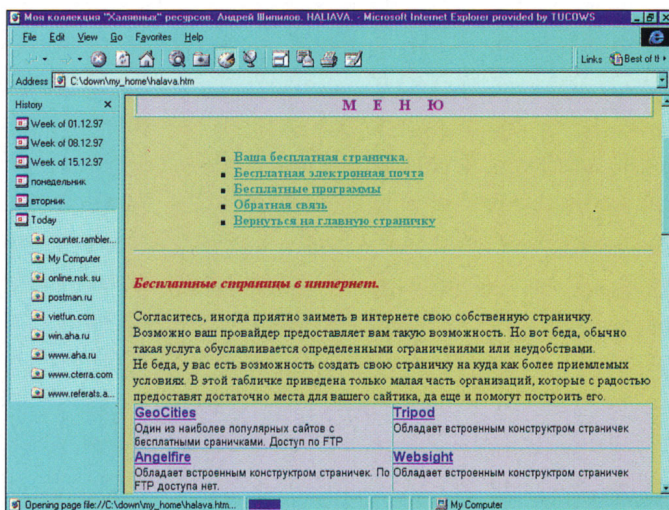 Моя коллекция "Халявных" ресурсов. Андрей Шипилов. HALIAVA. - Microsoft Internet Explorer provided by TUCOWS
File Edit View Go Favorites Help
Links Best of th
Address C:\down\my_home\halava.htm
History
Week of 01.12.97
Week of 08.12.97
Week of 15.12.97
понедельник
вторник
Today
counter.rambler...
My Computer
online.nsk.su
postman.ru
vietfun.com
win.aha.ru
www.aha.ru
www.cterra.com
www.referats.a...
М Е Н Ю
Ваша бесплатная страничка.
Бесплатная электронная почта
Бесплатные программы
Обратная связь
Вернуться на главную страничку
Бесплатные страницы в интернет.
Согласитесь, иногда приятно заиметь в интернете свою собственную страничку.
Возможно ваш провайдер предоставляет вам такую возможность. Но вот беда, обычно
такая услуга обуславливается определенными ограничениями или неудобствами.
Не беда, у вас есть возможность создать свою страничку на куда как более приемлемых
условиях. В этой табличке приведена только малая часть организаций, которые с радостью
предоставят достаточно места для вашего сайтика, да еще и помогут построить его.
GeoCities
Один из наиболее популярных сайтов с
бесплатными сраничками. Доступ по FTP
Tripod
Обладает встроенным конструктром страничек
Angelfire
Обладает встроенным конструктром страничек. По
FTP доступа нет.
Websight
Обладает встроенным конструктром страничек
Opening page file://C:\down\my_home\halava.htm...
My Computer